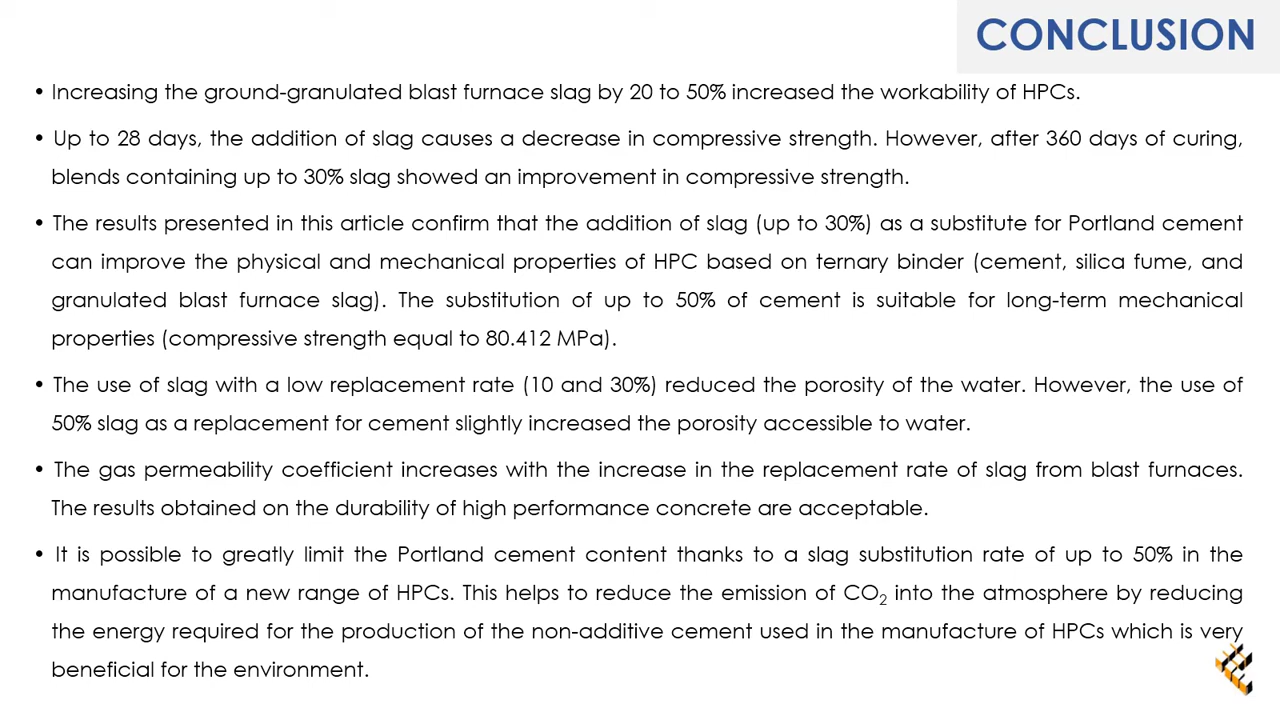 CONCLUSION
• Increasing the ground-granulated blast furnace slag by 20 to 50% increased the workability of HPCs.
• Up to 28 days, the addition of slag causes a decrease in compressive strength. However, after 360 days of curing,
blends containing up to 30% slag showed an improvement in compressive strength.
• The results presented in this article confirm that the addition of slag (up to 30%) as a substitute for Portland cement
can improve the physical and mechanical properties of HPC based on ternary binder (cement, silica fume, and
granulated blast furnace slag). The substitution of up to 50% of cement is suitable for long-term mechanical
properties (compressive strength equal to 80.412 MPa).
• The use of slag with a low replacement rate (10 and 30%) reduced the porosity of the water. However, the use of
50% slag as a replacement for cement slightly increased the porosity accessible to water.
• The gas permeability coefficient increases with the increase in the replacement rate of slag from blast furnaces.
The results obtained on the durability of high performance concrete are acceptable.
• It is possible to greatly limit the Portland cement content thanks to a slag substitution rate of up to 50% in the
manufacture of a new range of HPCs. This helps to reduce the emission of CO₂ into the atmosphere by reducing
the energy required for the production of the non-additive cement used in the manufacture of HPCs which is very
beneficial for the environment.